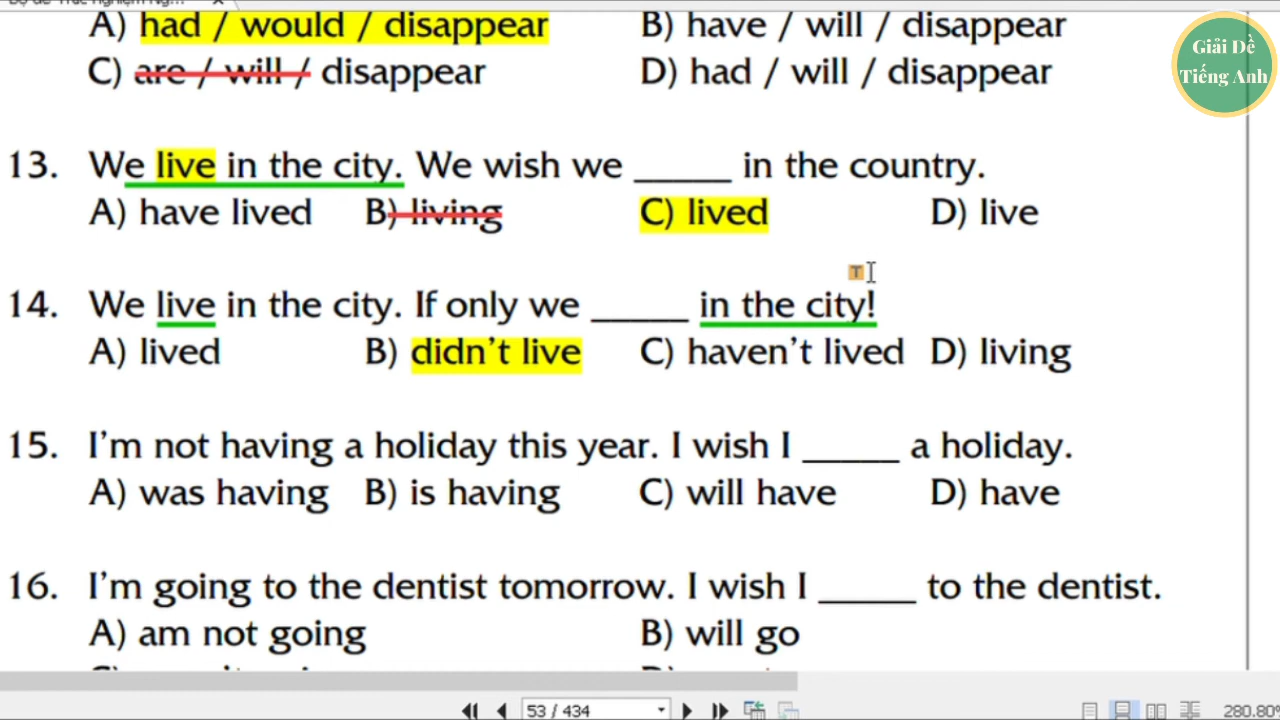 A) had / would / disappear B) have / will / disappear
C) are / will / disappear D) had / will / disappear
Giải Đề
Tiếng Anh
13. We live in the city. We wish we _____ in the country.
A) have lived B) living C) lived D) live
14. We live in the city. If only we _____ in the city!
A) lived B) didn't live C) haven't lived D) living
15. I'm not having a holiday this year. I wish I _____ a holiday.
A) was having B) is having C) will have D) have
16. I'm going to the dentist tomorrow. I wish I _____ to the dentist.
A) am not going B) will go
53 / 434
280.80%